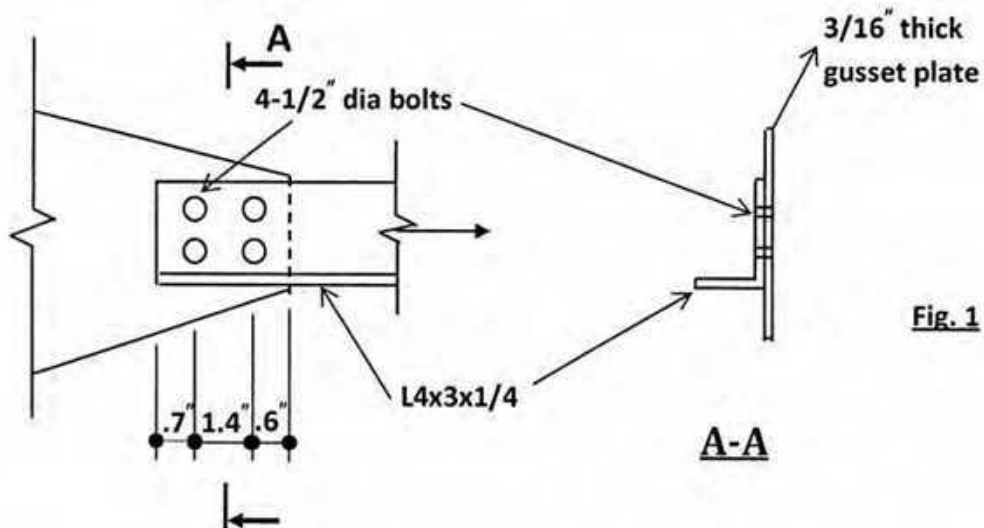 A
3/16" thick
gusset plate
4-1/2" dia bolts
Fig. 1
L4x3x1/4
.7" 1.4" .6"
A-A